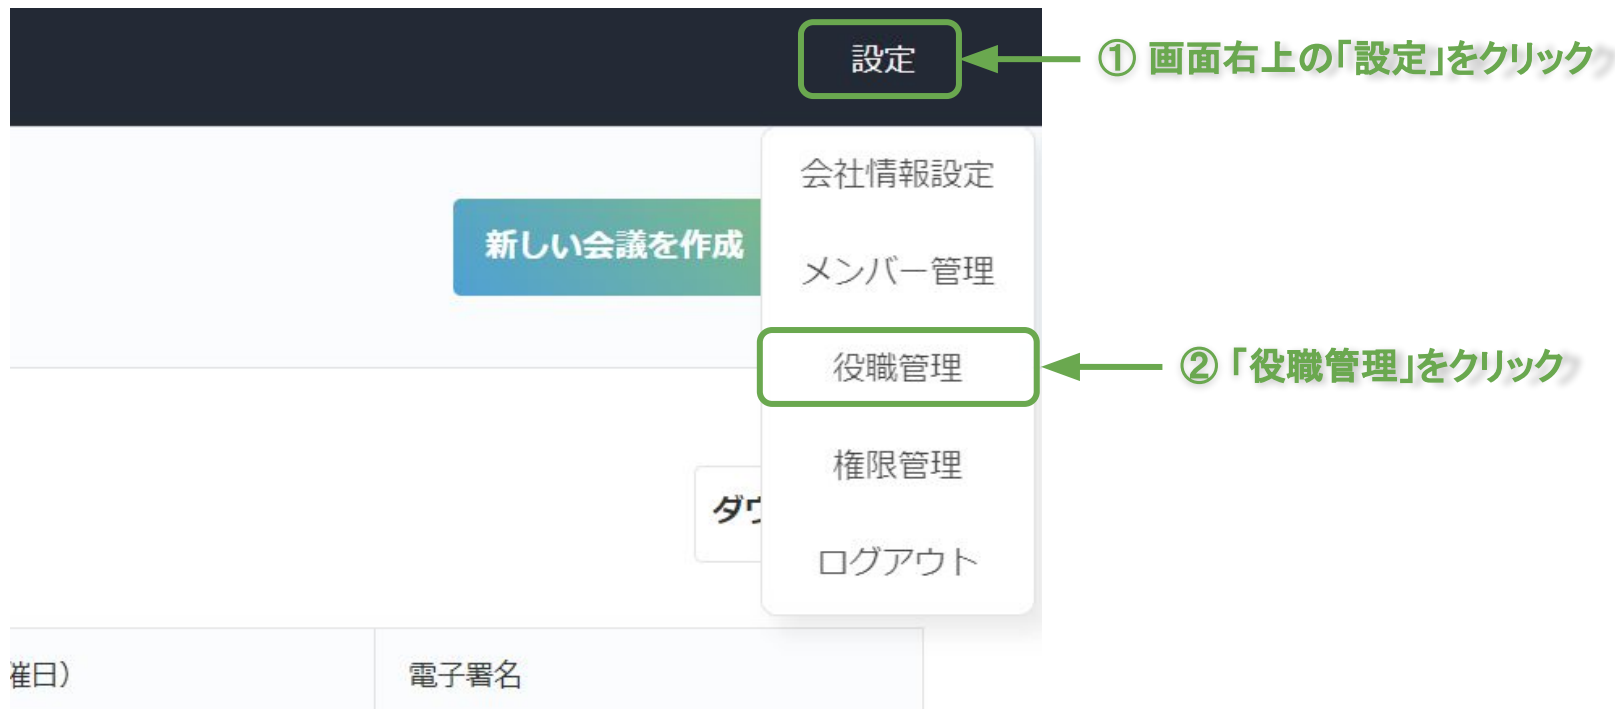 設定
① 画面右上の「設定」をクリック
会社情報設定
新しい会議を作成
メンバー管理
役職管理
② 「役職管理」をクリック
権限管理
ダウ
ログアウト
催日）
電子署名